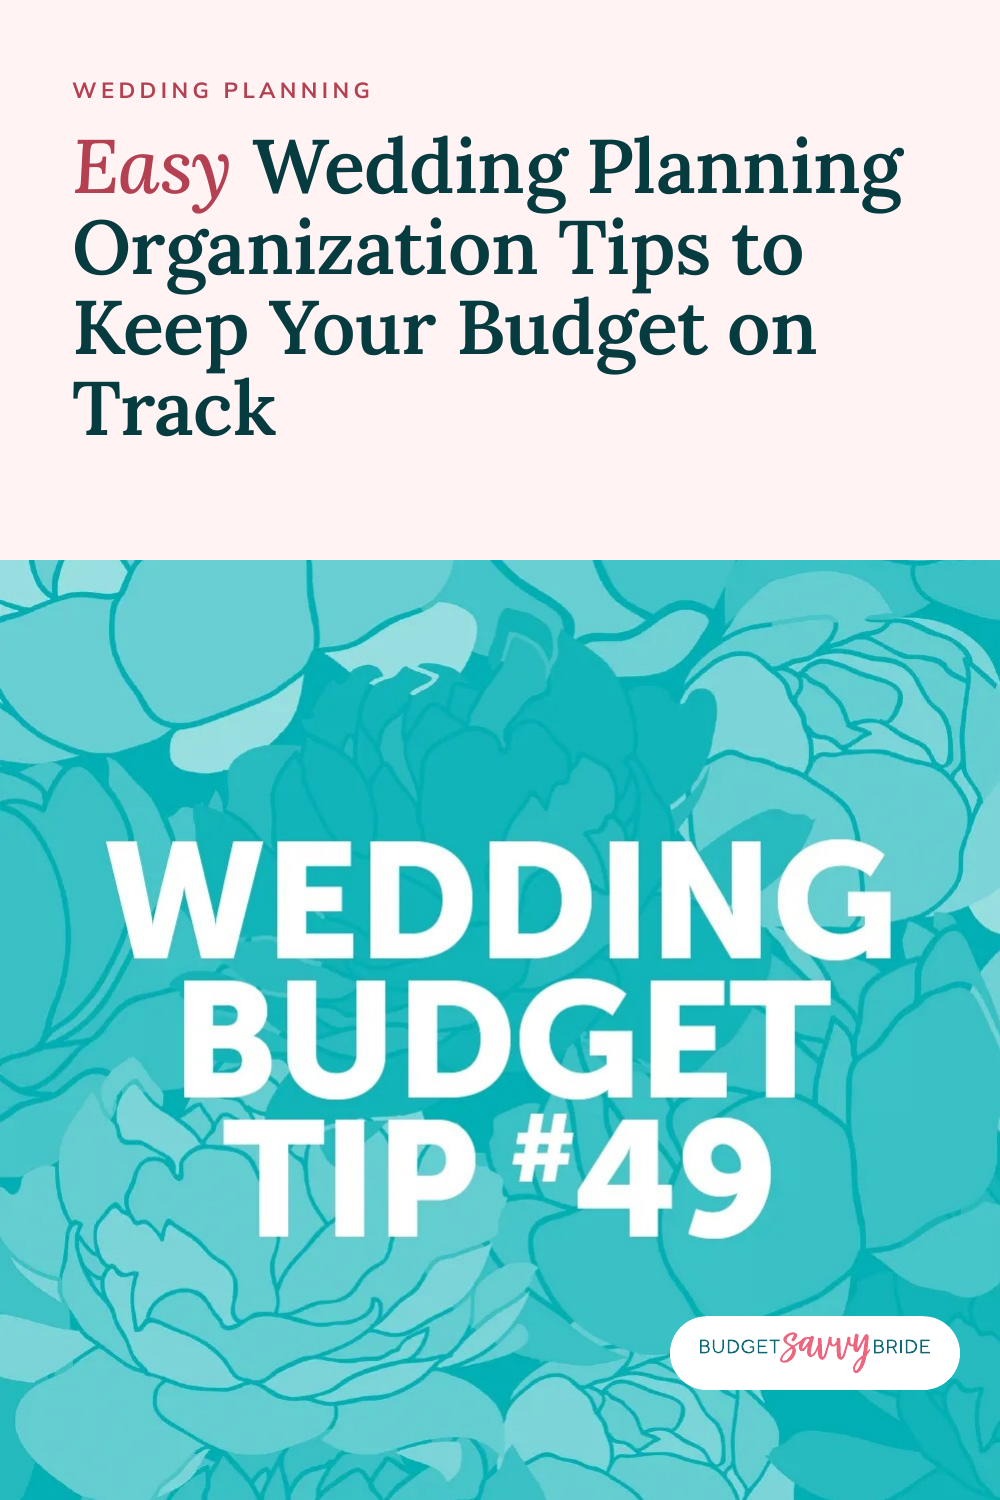 WEDDING PLANNING
Easy Wedding Planning
Organization Tips to
Keep Your Budget on
Track
WEDDING
BUDGET
TIP #49
BUDGET savvy BRIDE